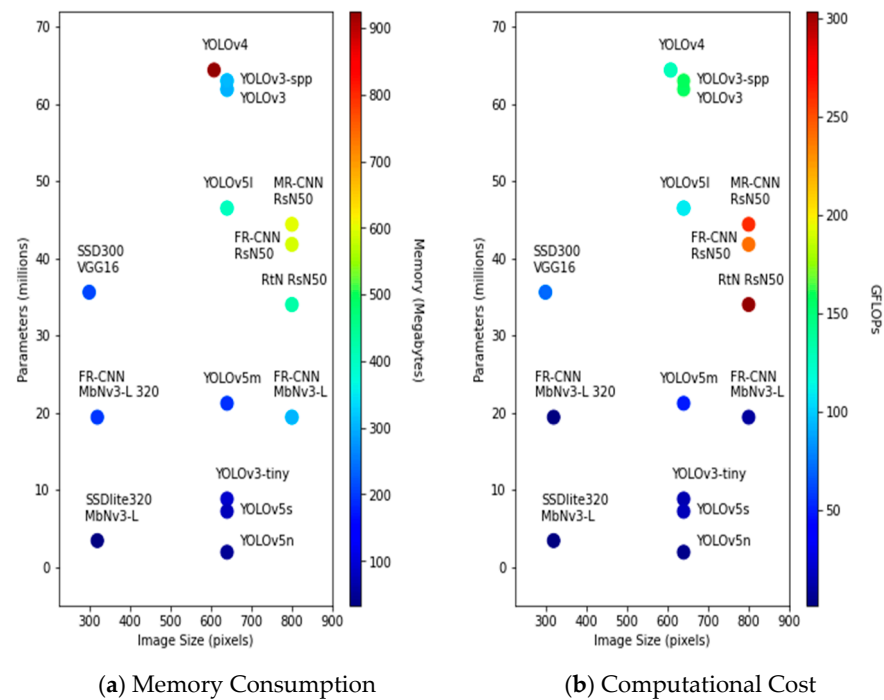 70
60
50
40
30
20
10
0
Parameters (millions)
YOLOv4
YOLOv3-spp
YOLOv3
YOLOv5l
MR-CNN
RsN50
FR-CNN
RsN50
SSD300
VGG16
RtN RsN50
FR-CNN
MbNv3-L 320
YOLOv5m
FR-CNN
MbNv3-L
YOLOv3-tiny
SSDlite320
MbNv3-L
YOLOv5s
YOLOv5n
300 400 500 600 700 800 900
Image Size (pixels)
900
800
700
600
500
400
300
200
100
Memory (Megabytes)
(a) Memory Consumption
70
60
50
40
30
20
10
0
Parameters (millions)
YOLOv4
YOLOv3-spp
YOLOv3
YOLOv5l
MR-CNN
RsN50
FR-CNN
RsN50
SSD300
VGG16
RtN RsN50
FR-CNN
MbNv3-L 320
YOLOv5m
FR-CNN
MbNv3-L
YOLOv3-tiny
SSDlite320
MbNv3-L
YOLOv5s
YOLOv5n
300 400 500 600 700 800 900
Image Size (pixels)
300
250
200
150
100
50
GFLOPs
(b) Computational Cost